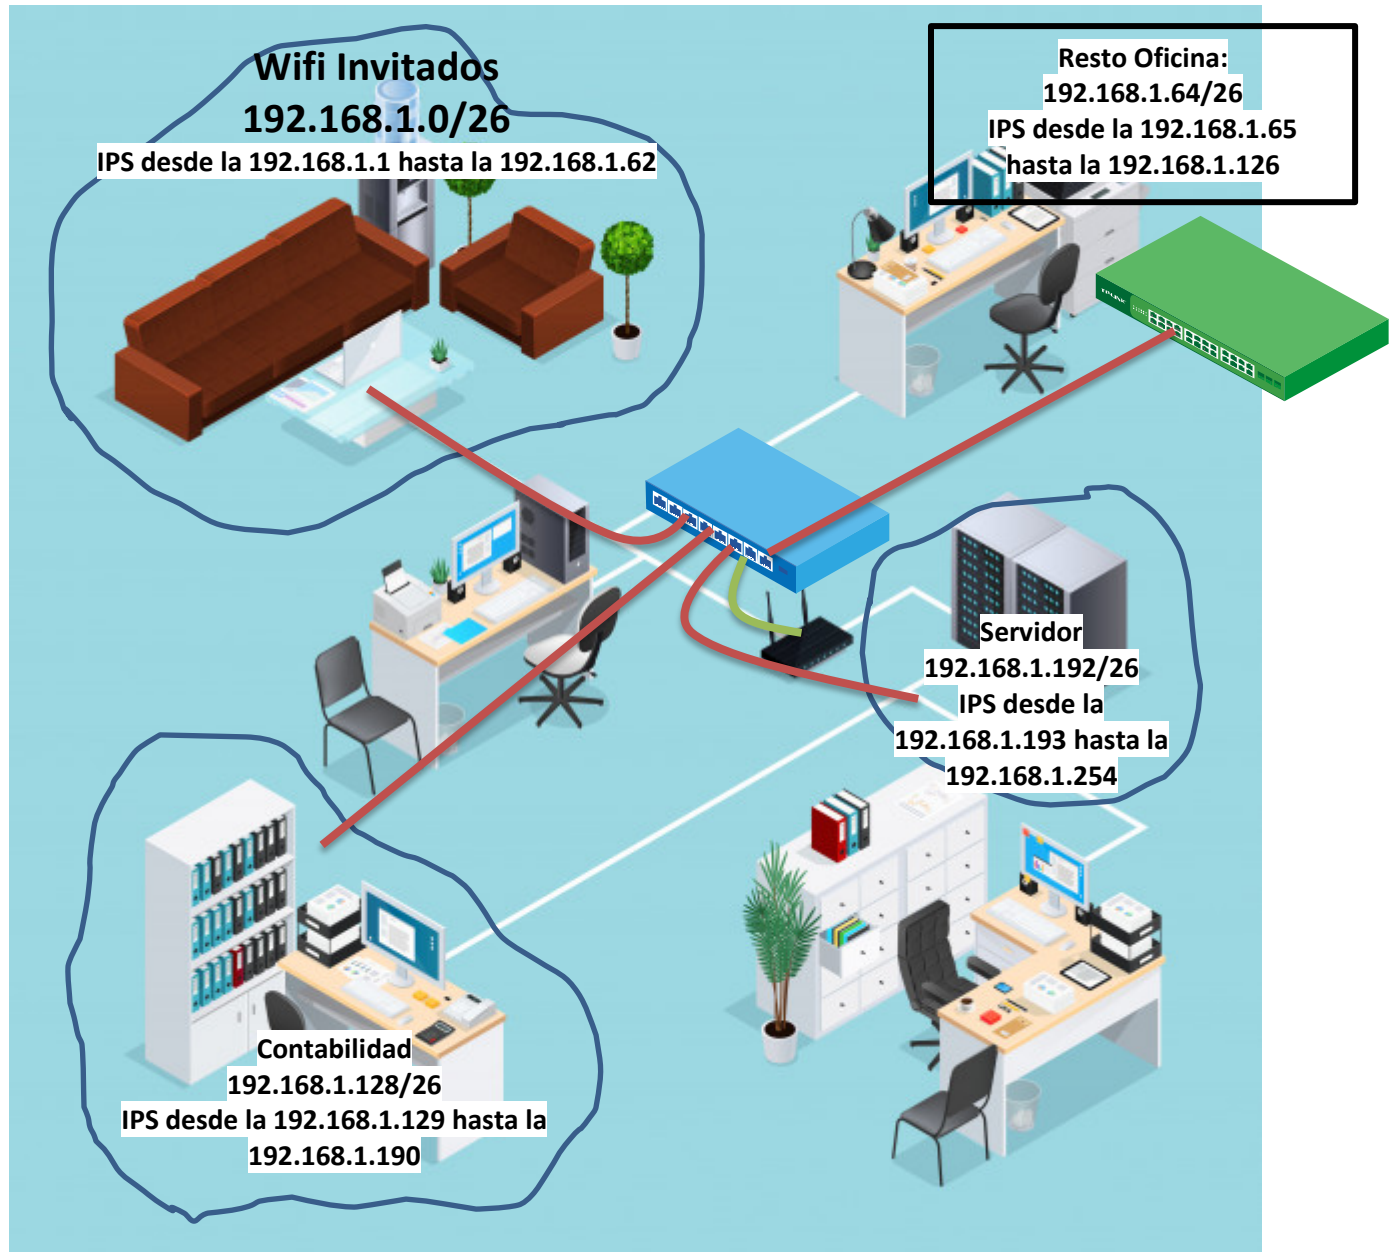 Wifi Invitados
192.168.1.0/26
IPS desde la 192.168.1.1 hasta la 192.168.1.62
Resto Oficina:
192.168.1.64/26
IPS desde la 192.168.1.65
hasta la 192.168.1.126
TP-LINK
Servidor
192.168.1.192/26
IPS desde la
192.168.1.193 hasta la
192.168.1.254
Contabilidad
192.168.1.128/26
IPS desde la 192.168.1.129 hasta la
192.168.1.190